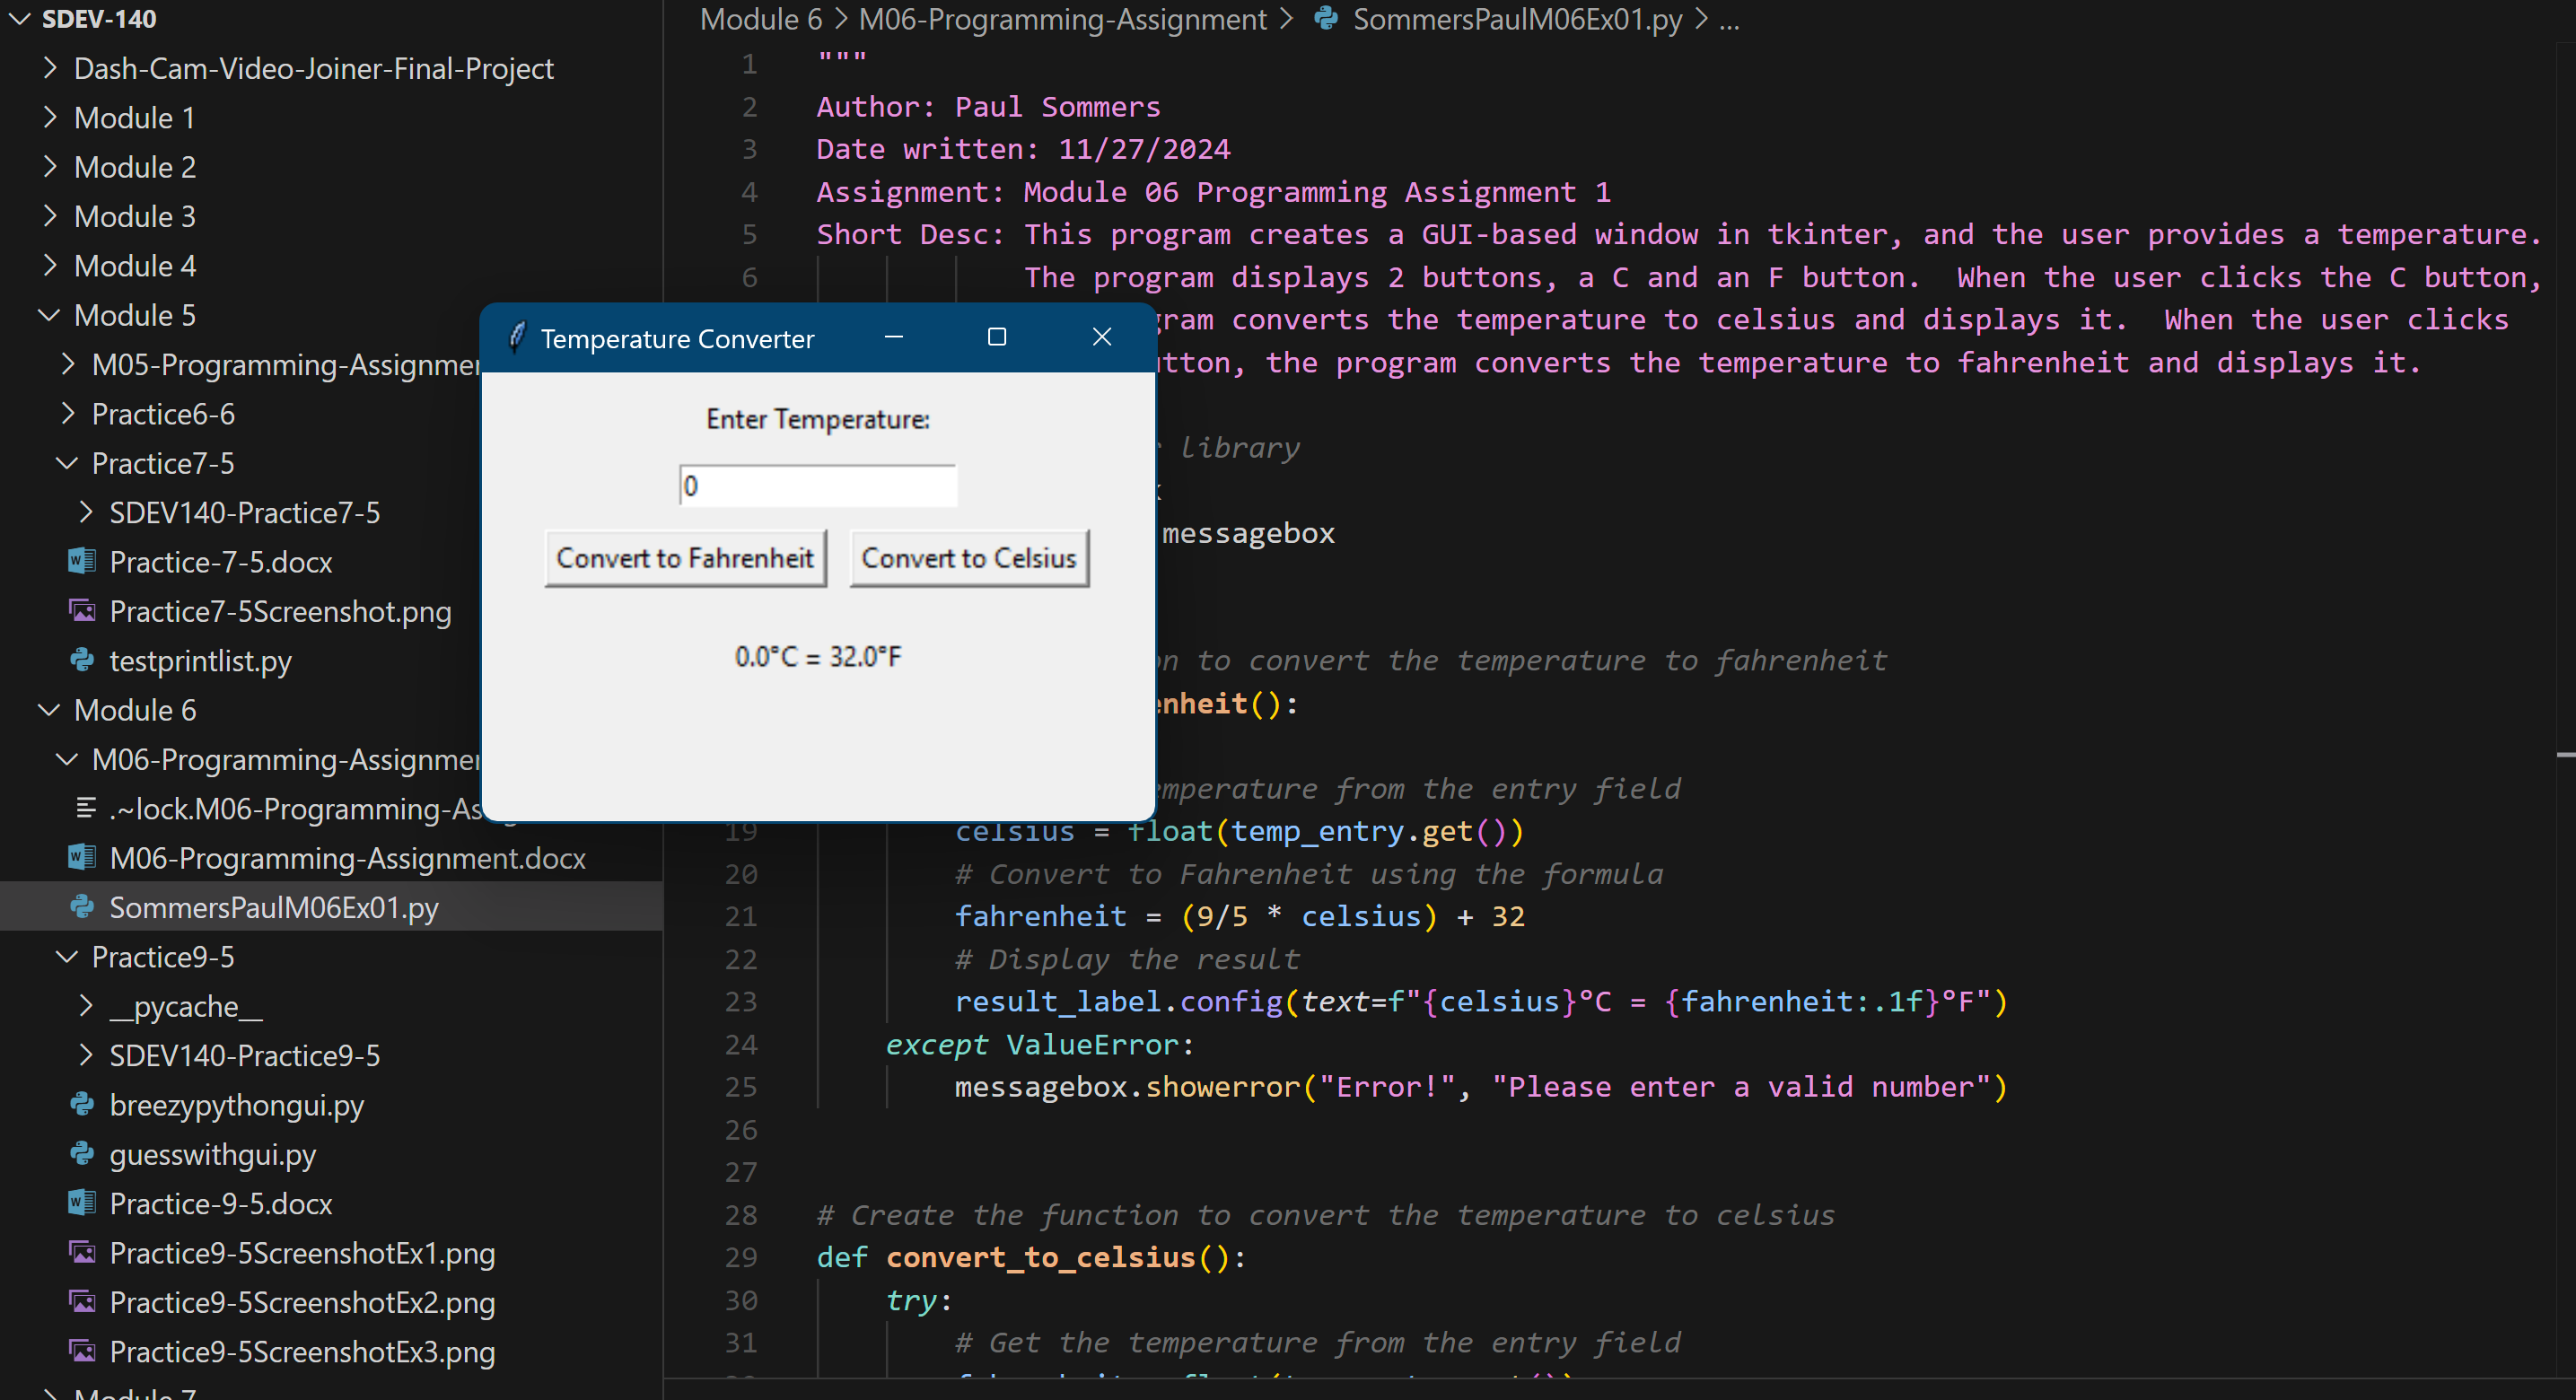 SDEV-140
Dash-Cam-Video-Joiner-Final-Project
Module 1
Module 2
Module 3
Module 4
Module 5
M05-Programming-Assignmen
Practice6-6
Practice7-5
SDEV140-Practice7-5
Practice-7-5.docx
Practice7-5Screenshot.png
testprintlist.py
Module 6
M06-Programming-Assignmen
.~lock.M06-Programming-As
M06-Programming-Assignment.docx
SommersPaulM06Ex01.py
Practice9-5
__pycache__
SDEV140-Practice9-5
breezypythongui.py
guesswithgui.py
Practice-9-5.docx
Practice9-5ScreenshotEx1.png
Practice9-5ScreenshotEx2.png
Practice9-5ScreenshotEx3.png
Module 7
Module 6 > M06-Programming-Assignment > SommersPaulM06Ex01.py > ...
1 """
2 Author: Paul Sommers
3 Date written: 11/27/2024
4 Assignment: Module 06 Programming Assignment 1
5 Short Desc: This program creates a GUI-based window in tkinter, and the user provides a temperature.
6 The program displays 2 buttons, a C and an F button.  When the user clicks the C button,
gram converts the temperature to celsius and displays it.  When the user clicks
utton, the program converts the temperature to fahrenheit and displays it.
library
messagebox
on to convert the temperature to fahrenheit
enheit():
mperature from the entry field
19 celsius = float(temp_entry.get())
20 # Convert to Fahrenheit using the formula
21 fahrenheit = (9/5 * celsius) + 32
22 # Display the result
23 result_label.config(text=f"{celsius}°C = {fahrenheit:.1f}°F")
24 except ValueError:
25 messagebox.showerror("Error!", "Please enter a valid number")
26
27
28 # Create the function to convert the temperature to celsius
29 def convert_to_celsius():
30 try:
31 # Get the temperature from the entry field
Temperature Converter
Enter Temperature:
0
Convert to Fahrenheit Convert to Celsius
0.0°C = 32.0°F